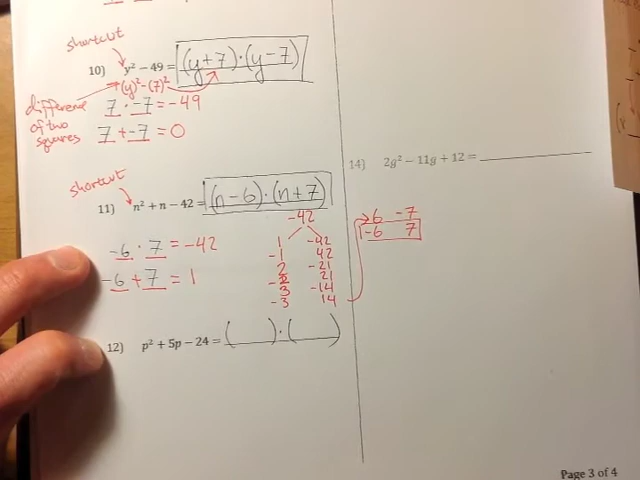 shortcut
10) y² – 49 = (y+7)·(y-7)
(y)²-(7)²
difference of two squares
7 · -7 = -49
7 + -7 = 0
shortcut
11) n² + n – 42 = (n-6)·(n+7)
-6 · 7 = -42
-6 + 7 = 1
-42
1 -42
-1 42
2 -21
-2 21
3 -14
-3 14
6 -7
-6 7
12) p² + 5p – 24 = ( )·( )
14) 2g² – 11g + 12 =
Page 3 of 4